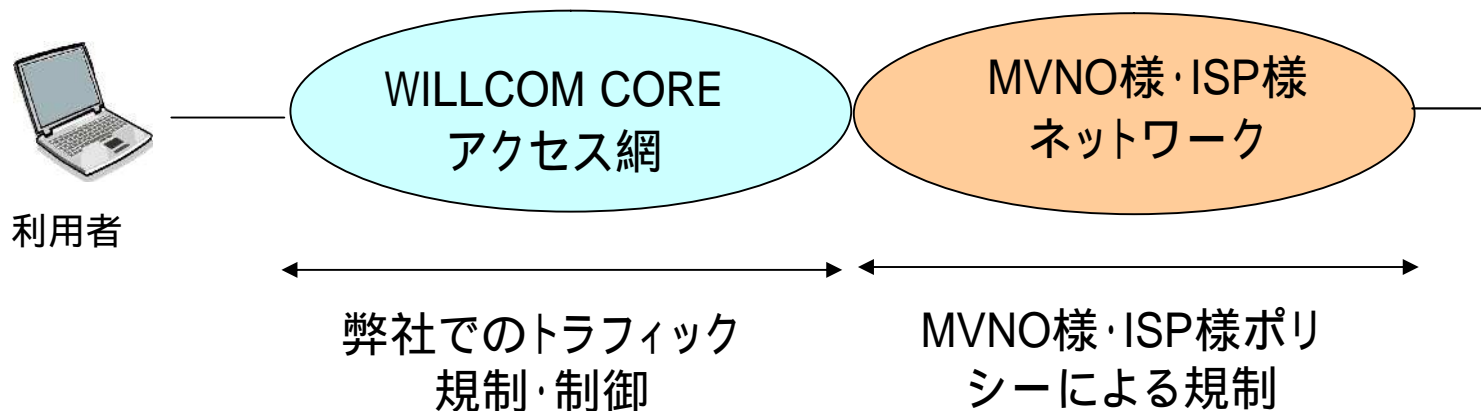 WILLCOM CORE
アクセス網
MVNO様・ISP様
ネットワーク
利用者
弊社でのトラフィック
規制・制御
MVNO様・ISP様ポリ
シーによる規制